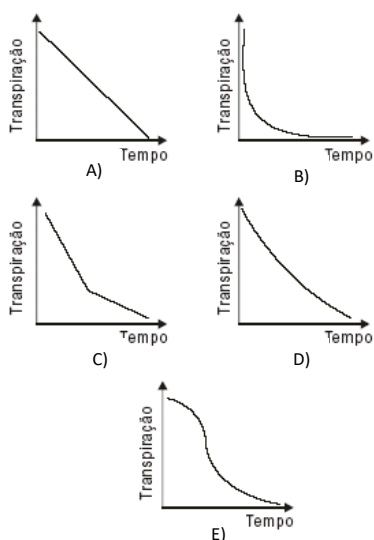 Transpiração
Tempo
A)
Transpiração
Tempo
B)
Transpiração
Tempo
C)
Transpiração
Tempo
D)
Transpiração
Tempo
E)